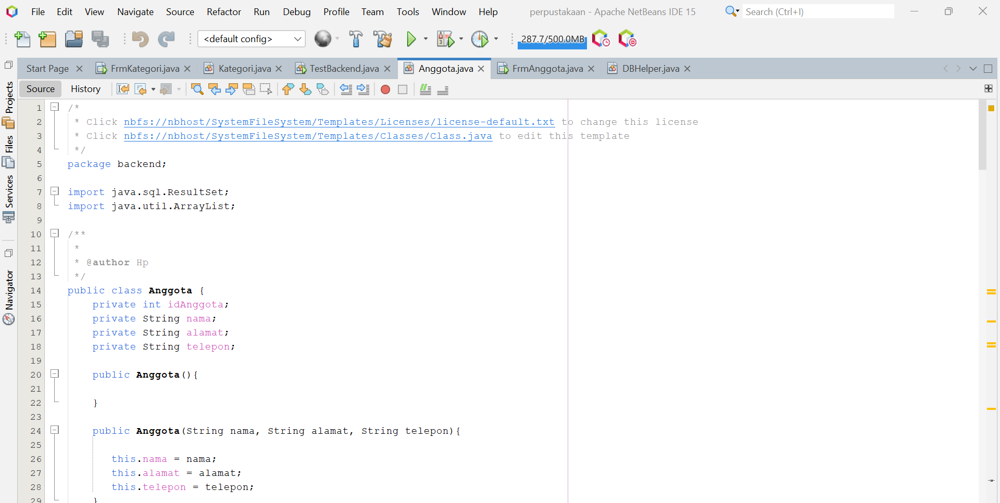 File Edit View Navigate Source Refactor Run Debug Profile Team Tools Window Help perpustakaan - Apache NetBeans IDE 15 Search (Ctrl+I)
<default config> 287.7/500.0MB
Start Page FrmKategori.java Kategori.java TestBackend.java Anggota.java FrmAnggota.java DBHelper.java
Source History
Projects
Files
Services
Navigator
1 /*
2  * Click nbfs://nbhost/SystemFileSystem/Templates/Licenses/license-default.txt to change this license
3  * Click nbfs://nbhost/SystemFileSystem/Templates/Classes/Class.java to edit this template
4  */
5 package backend;
6
7 import java.sql.ResultSet;
8 import java.util.ArrayList;
9
10 /**
11  *
12  * @author Hp
13  */
14 public class Anggota {
15     private int idAnggota;
16     private String nama;
17     private String alamat;
18     private String telepon;
19
20     public Anggota(){
21
22     }
23
24     public Anggota(String nama, String alamat, String telepon){
25
26        this.nama = nama;
27        this.alamat = alamat;
28        this.telepon = telepon;
29     }